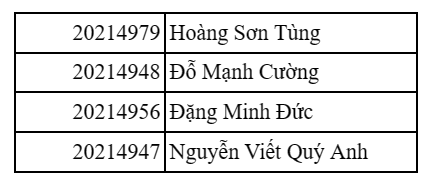 20214979 Hoàng Sơn Tùng
20214948 Đỗ Mạnh Cường
20214956 Đặng Minh Đức
20214947 Nguyễn Viết Quý Anh